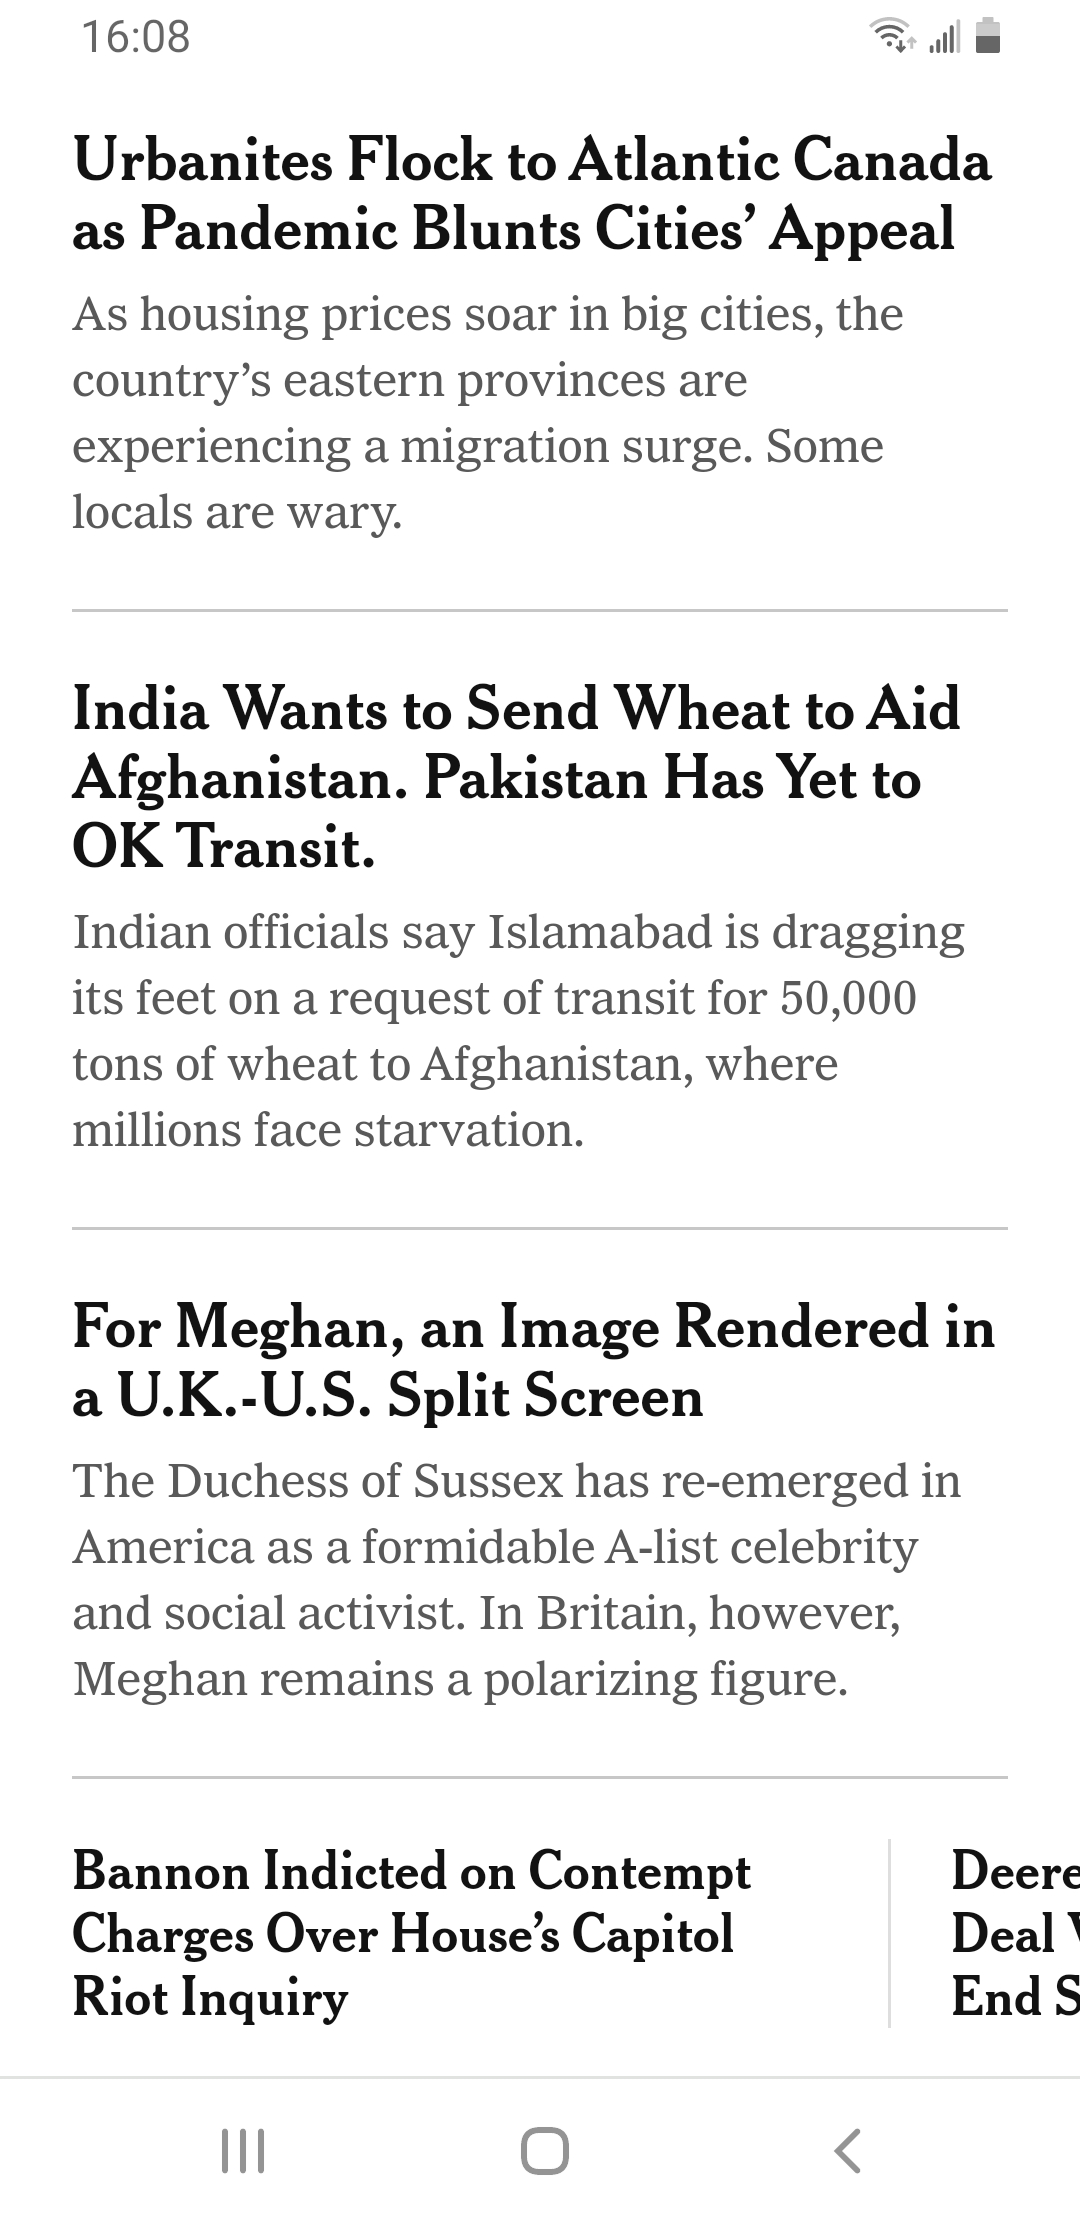 16:08
Urbanites Flock to Atlantic Canada
as Pandemic Blunts Cities’ Appeal
As housing prices soar in big cities, the
country’s eastern provinces are
experiencing a migration surge. Some
locals are wary.
India Wants to Send Wheat to Aid
Afghanistan. Pakistan Has Yet to
OK Transit.
Indian officials say Islamabad is dragging
its feet on a request of transit for 50,000
tons of wheat to Afghanistan, where
millions face starvation.
For Meghan, an Image Rendered in
a U.K.-U.S. Split Screen
The Duchess of Sussex has re-emerged in
America as a formidable A-list celebrity
and social activist. In Britain, however,
Meghan remains a polarizing figure.
Bannon Indicted on Contempt
Charges Over House’s Capitol
Riot Inquiry
Deere
Deal
End